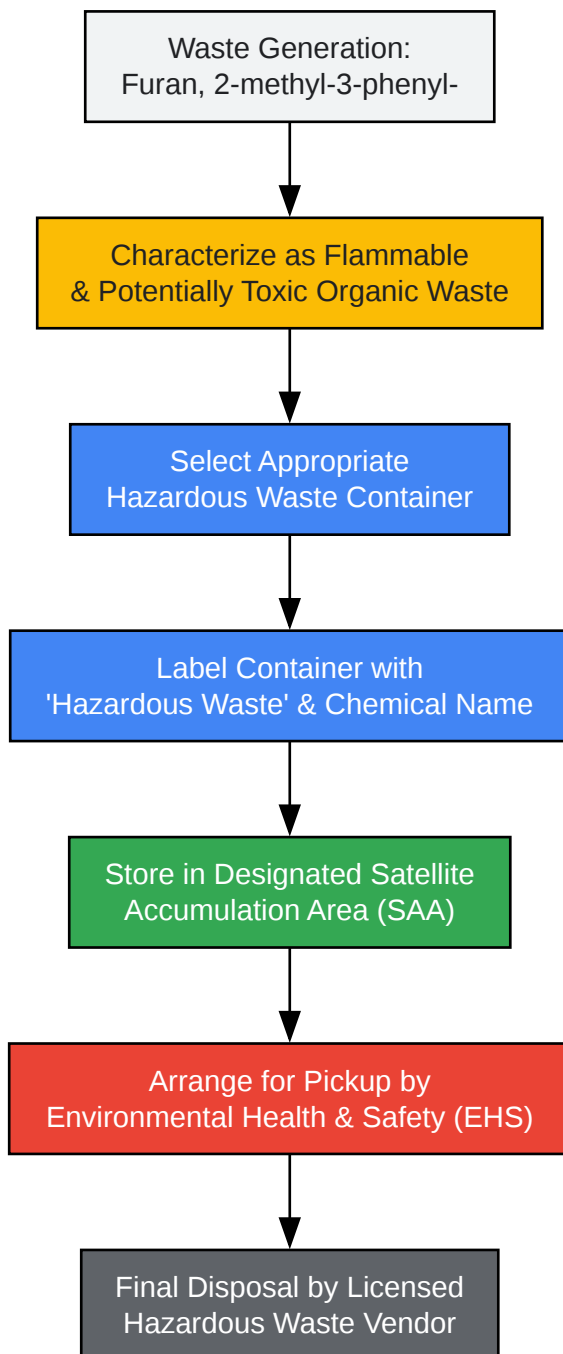 Waste Generation:
Furan, 2-methyl-3-phenyl-
Characterize as Flammable
& Potentially Toxic Organic Waste
Select Appropriate
Hazardous Waste Container
Label Container with
'Hazardous Waste' & Chemical Name
Store in Designated Satellite
Accumulation Area (SAA)
Arrange for Pickup by
Environmental Health & Safety (EHS)
Final Disposal by Licensed
Hazardous Waste Vendor